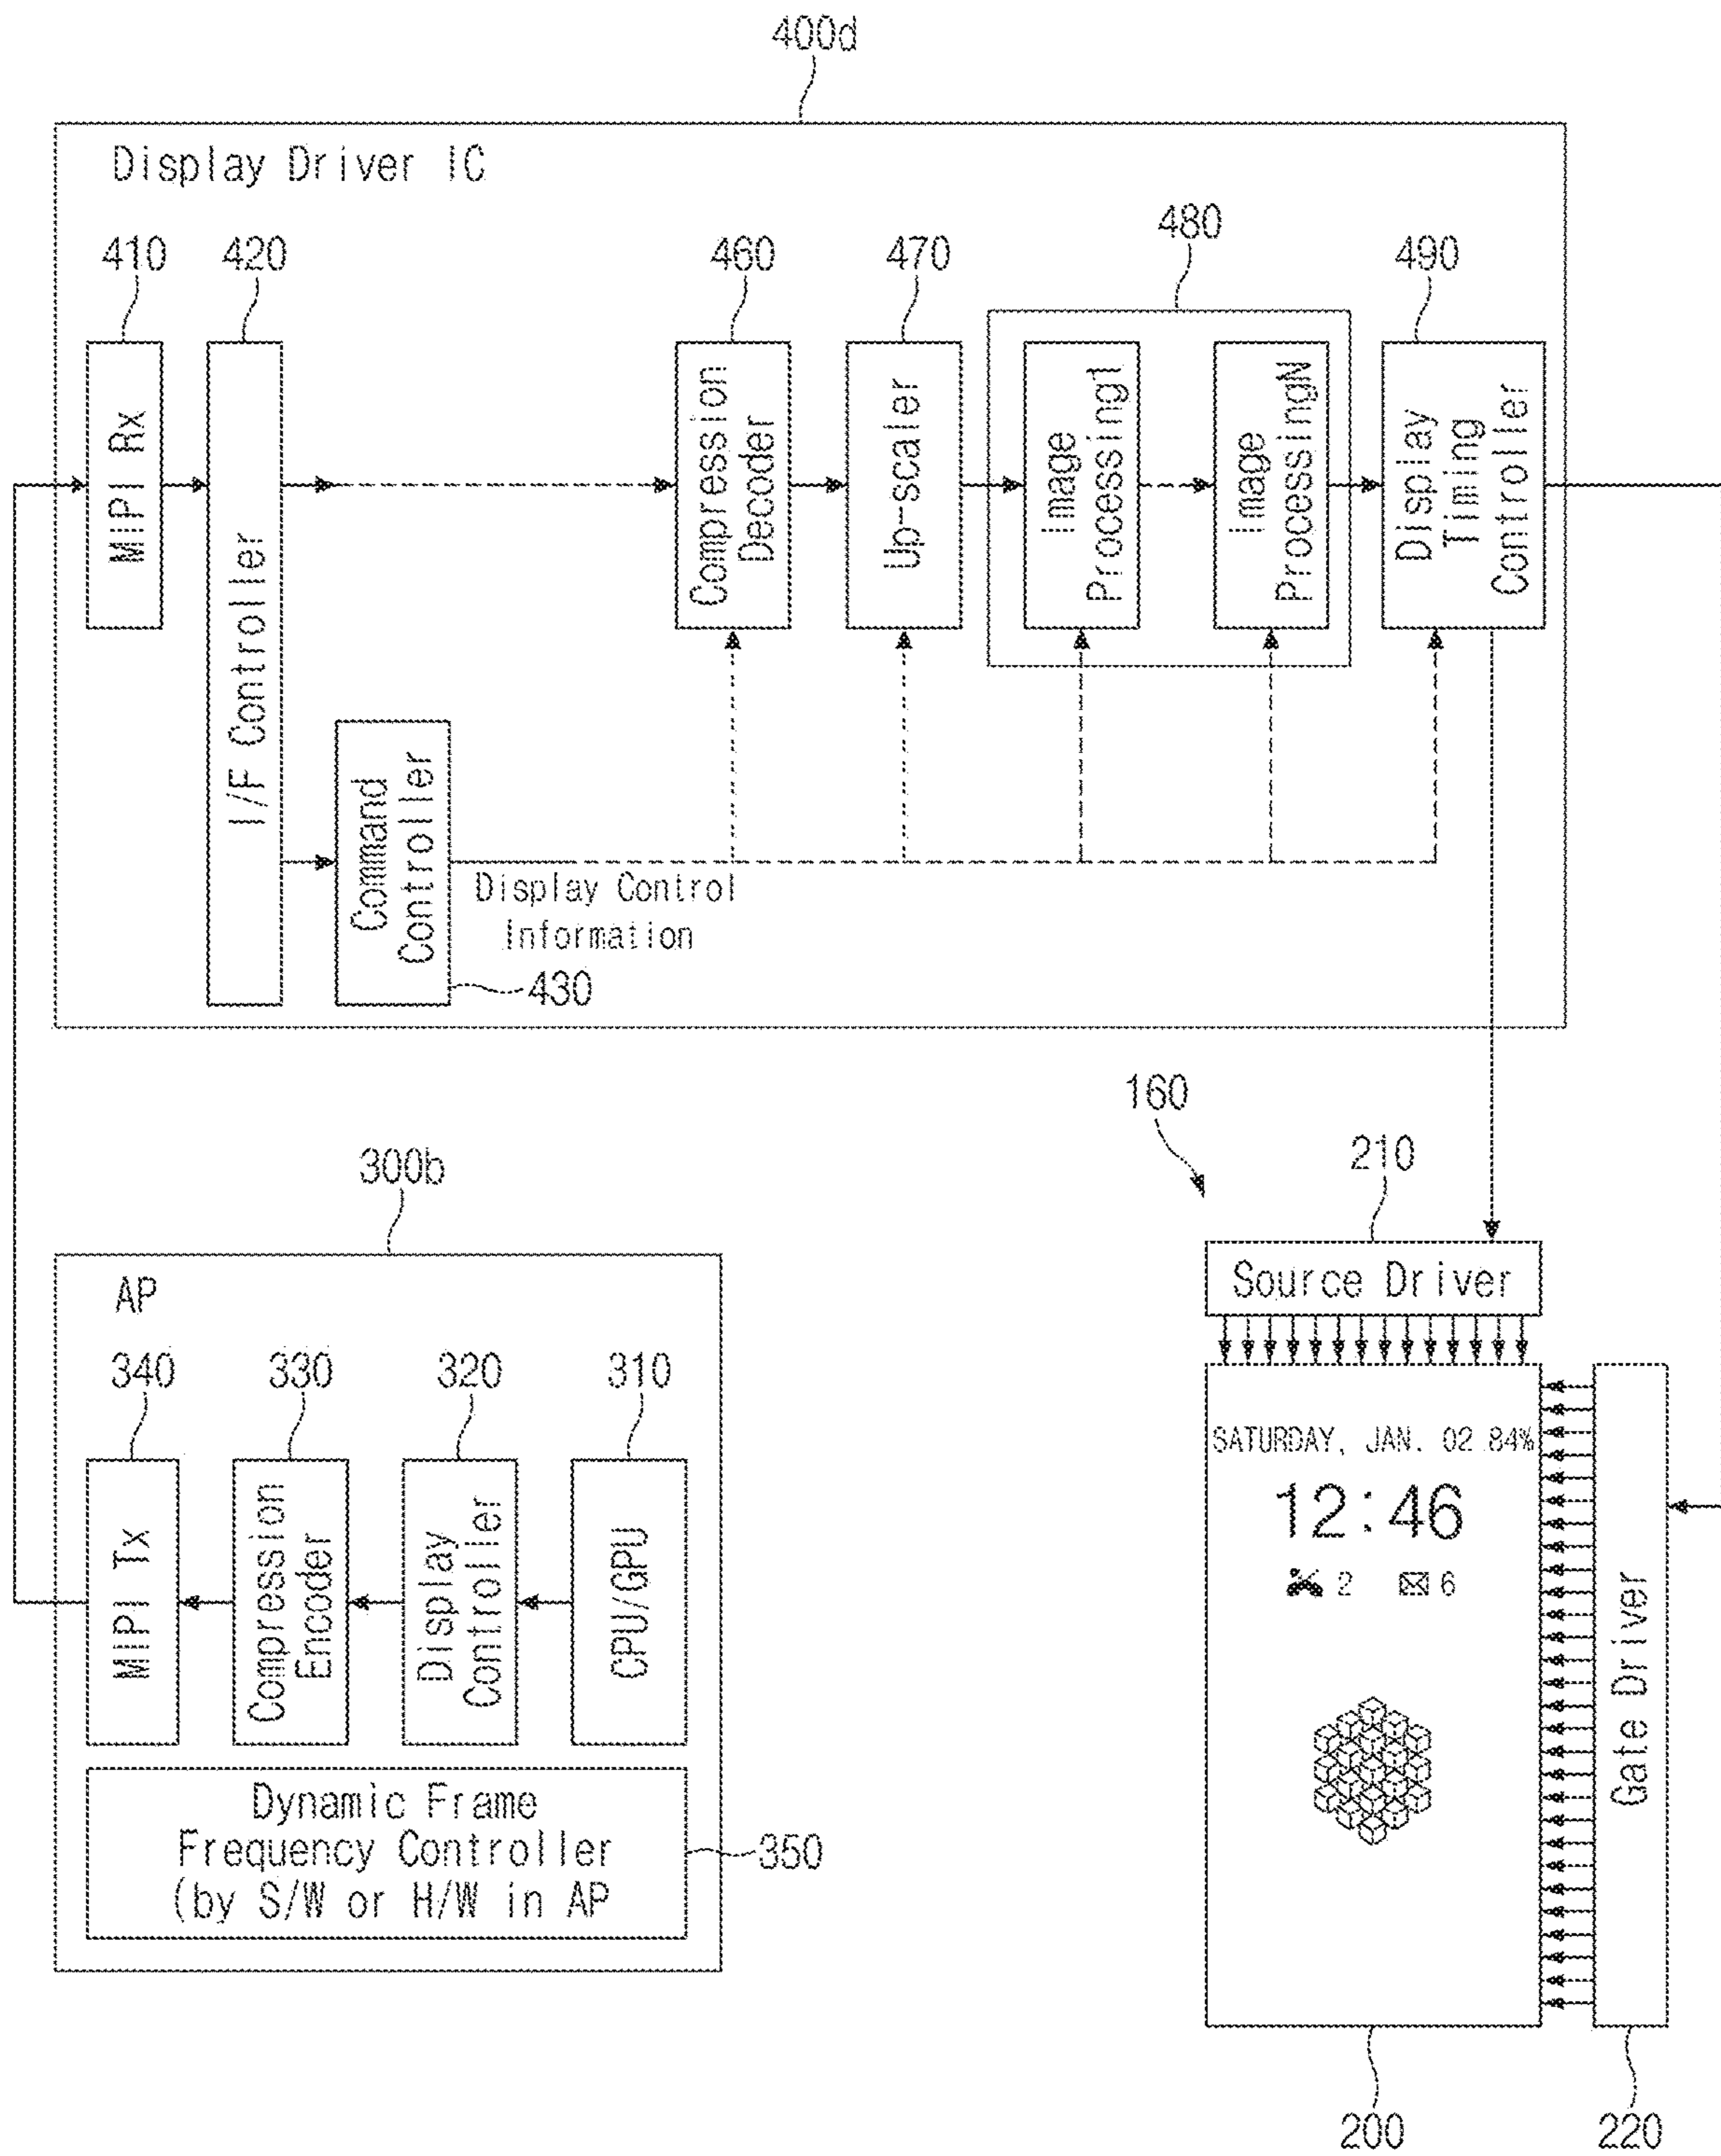 400d
Display Driver IC
410
420
460
470
480
490
MIPI Rx
I/F Controller
Compression
Decoder
Up-scaler
Image
Processing1
Image
ProcessingN
Display
Timing
Controller
Command
Controller
Display Control
Information
430
160
210
300b
Source Driver
AP
340
330
320
310
MIPI Tx
Compression
Encoder
Display
Controller
CPU/GPU
SATURDAY, JAN. 02 84%
12:46
2
6
Gate Driver
Dynamic Frame
Frequency Controller
(by S/W or H/W in AP
350
200
220